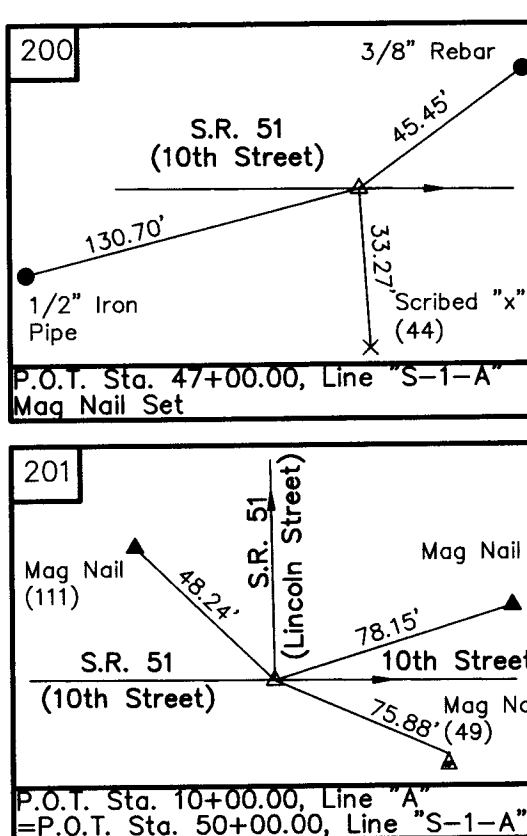 200
3/8" Rebar
S.R. 51
(10th Street)
45.45'
130.70'
33.27'
1/2" Iron
Pipe
Scribed "x"
(44)
P.O.T. Sta. 47+00.00, Line "S-1-A"
Mag Nail Set
201
S.R. 51
(Lincoln Street)
Mag Nail
Mag Nail
(111)
48.24'
78.15'
S.R. 51
(10th Street)
10th Street
75.88'
Mag
(49)
P.O.T. Sta. 10+00.00, Line "A"
=P.O.T. Sta. 50+00.00, Line "S-1-A"